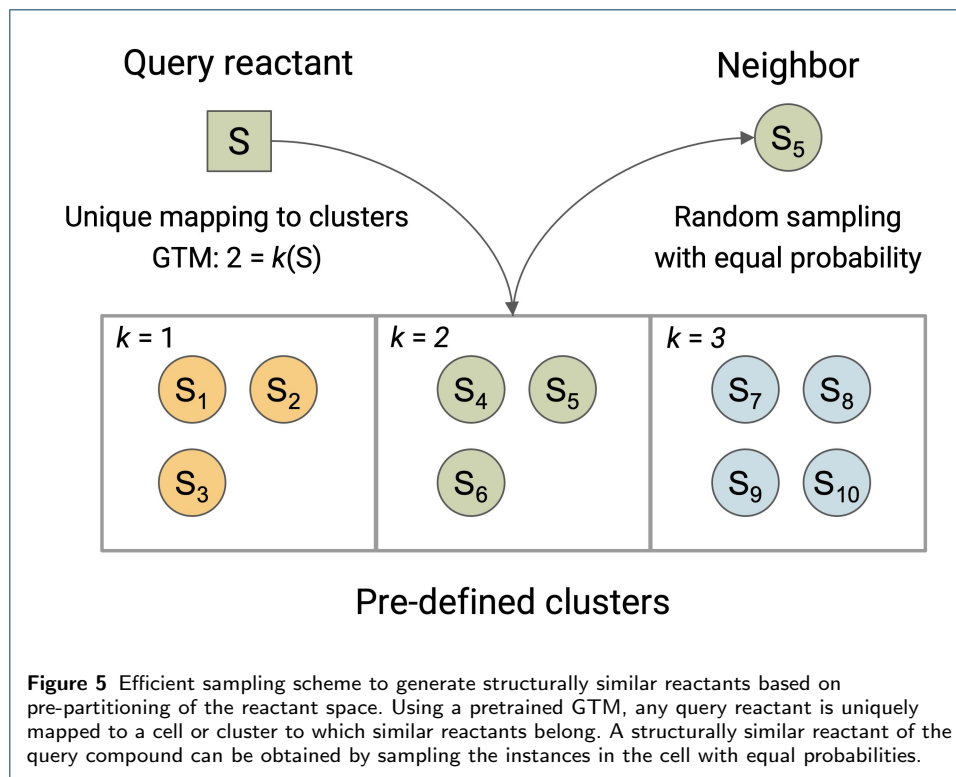 Query reactant
Neighbor
S
S5
Unique mapping to clusters
GTM: 2 = k(S)
Random sampling
with equal probability
k = 1
k = 2
k = 3
S1 S2
S4 S5
S7 S8
S3
S6
S9 S10
Pre-defined clusters
Figure 5 Efficient sampling scheme to generate structurally similar reactants based on
pre-partitioning of the reactant space. Using a pretrained GTM, any query reactant is uniquely
mapped to a cell or cluster to which similar reactants belong. A structurally similar reactant of the
query compound can be obtained by sampling the instances in the cell with equal probabilities.